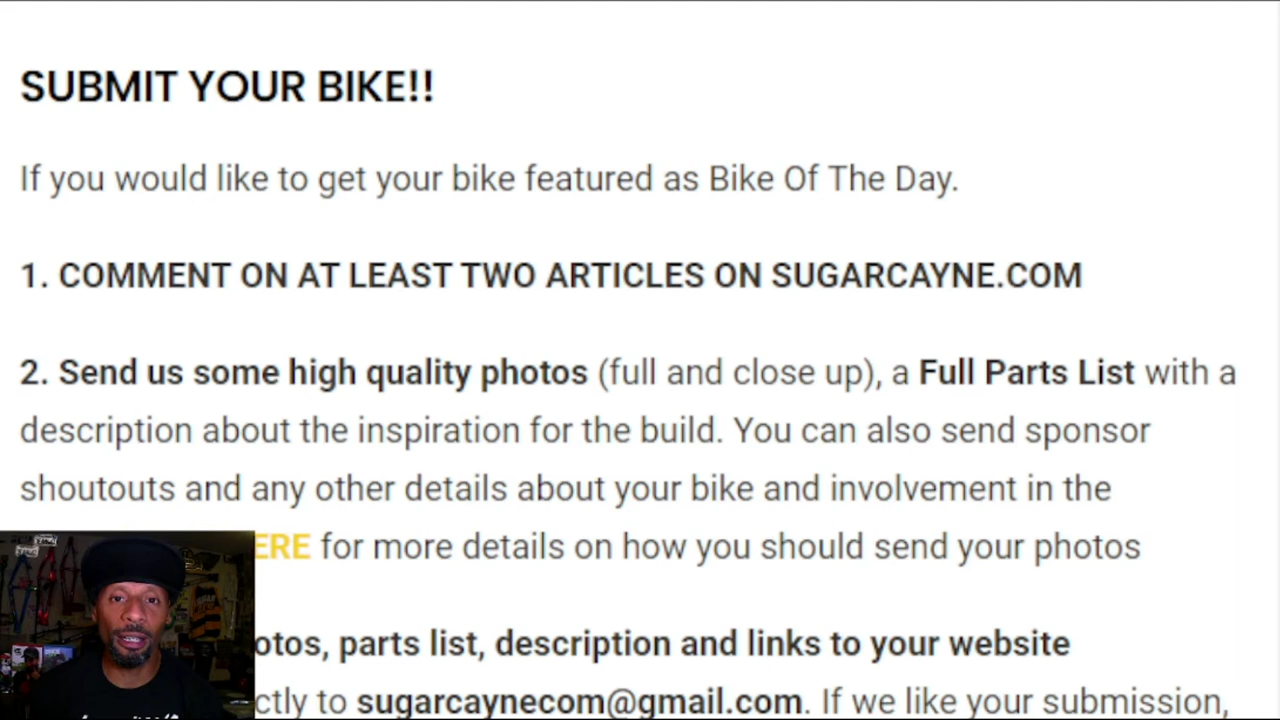 SUBMIT YOUR BIKE!!
If you would like to get your bike featured as Bike Of The Day.
1. COMMENT ON AT LEAST TWO ARTICLES ON SUGARCAYNE.COM
2. Send us some high quality photos (full and close up), a Full Parts List with a
description about the inspiration for the build. You can also send sponsor
shoutouts and any other details about your bike and involvement in the
ERE for more details on how you should send your photos
otos, parts list, description and links to your website
ctly to sugarcaynecom@gmail.com. If we like your submission,